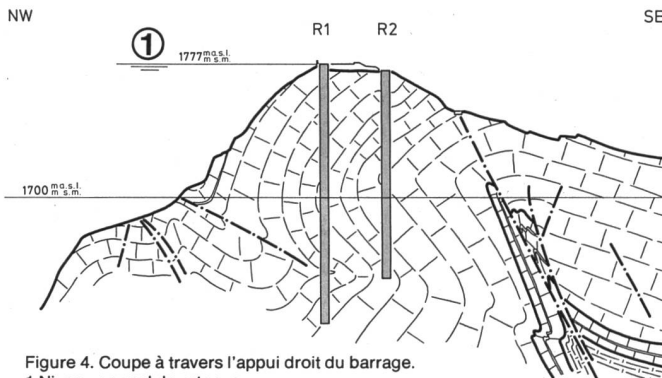 NW
SE
R1 R2
1
1777 m a.s.l. m s.m.
1700 m a.s.l. m s.m.
Figure 4. Coupe à travers l'appui droit du barrage.